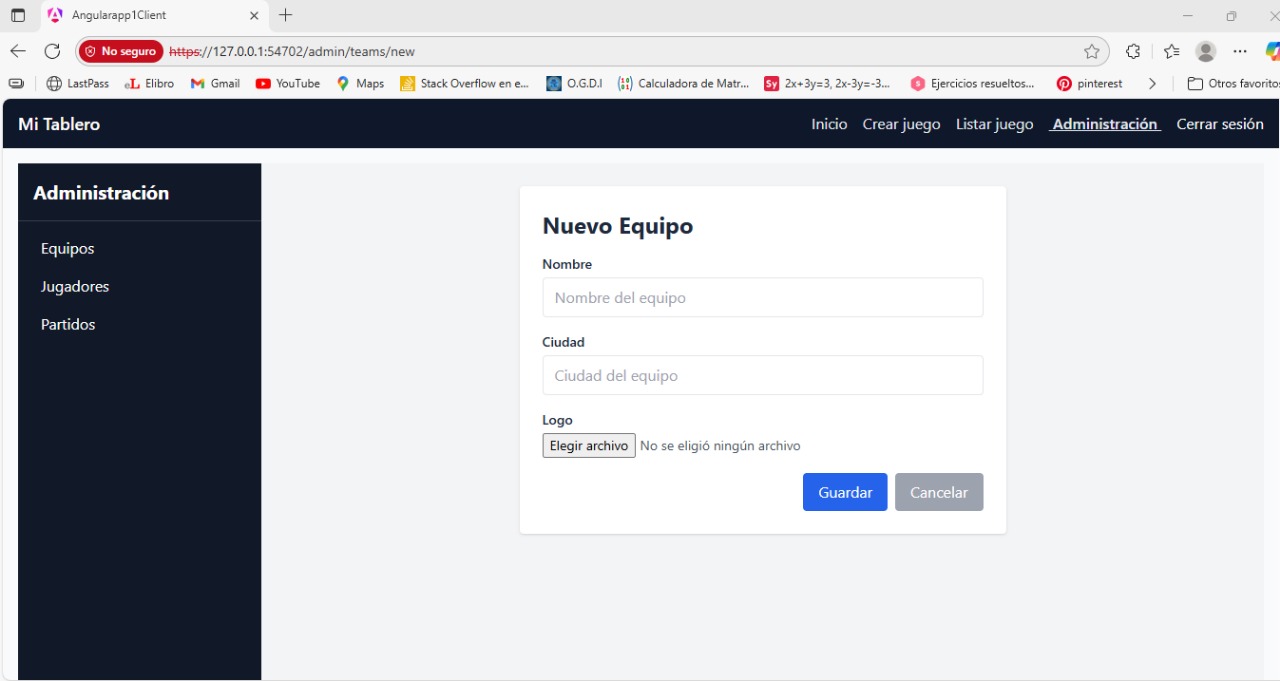 Angularapp1Client
No seguro https://127.0.0.1:54702/admin/teams/new
LastPass eL Elibro Gmail YouTube Maps Stack Overflow en e... O.G.D.I Calculadora de Matr... Sy 2x+3y=3, 2x-3y=-3... Ejercicios resueltos... pinterest Otros favoritos
Mi Tablero Inicio Crear juego Listar juego Administración Cerrar sesión
Administración
Equipos
Jugadores
Partidos
Nuevo Equipo
Nombre
Nombre del equipo
Ciudad
Ciudad del equipo
Logo
Elegir archivo No se eligió ningún archivo
Guardar Cancelar